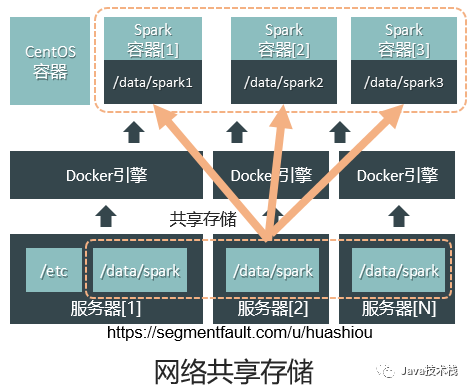 CentOS
容器
Spark
容器[1]
/data/spark1
Spark
容器[2]
/data/spark2
Spark
容器[3]
/data/spark3
Docker引擎
Docker引擎
Docker引擎
共享存储
/etc
/data/spark
/data/spark
/data/spark
服务器[1]
服务器[2]
服务器[N]
https://segmentfault.com/u/huashiou
网络共享存储
Java技术栈